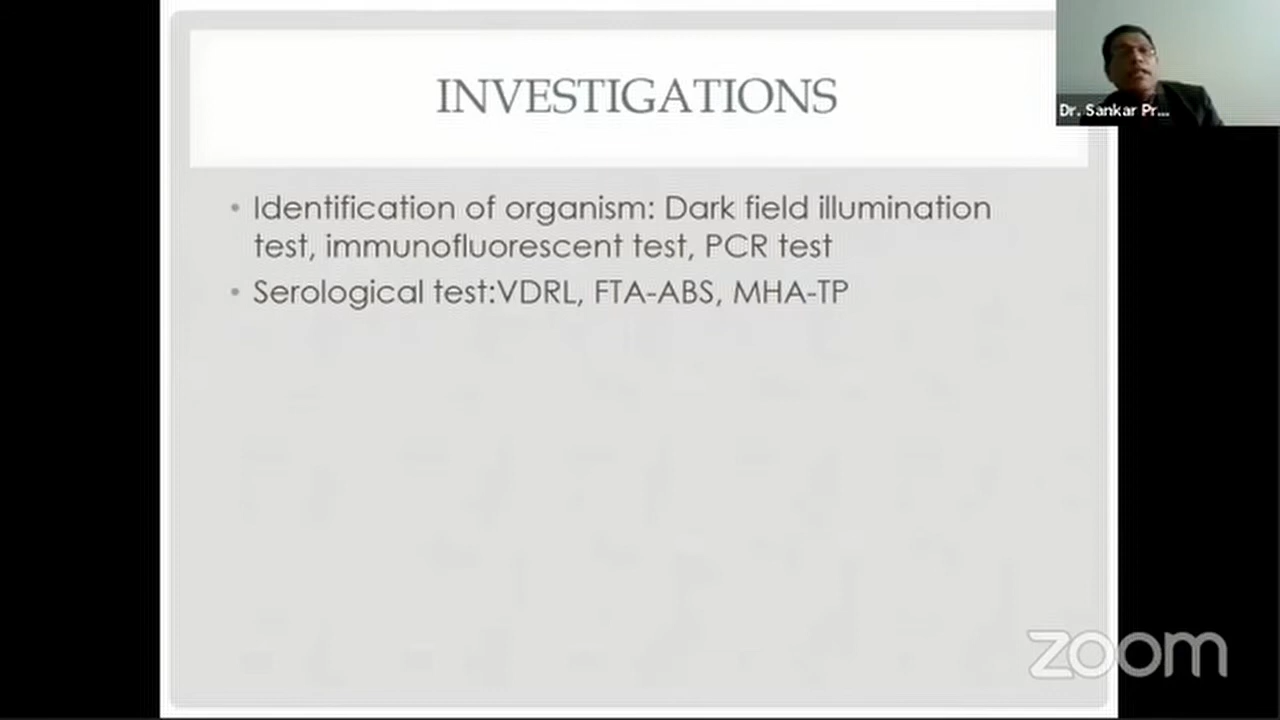 INVESTIGATIONS
Dr. Sankar Pr...
• Identification of organism: Dark field illumination
test, immunofluorescent test, PCR test
• Serological test:VDRL, FTA-ABS, MHA-TP
zoom